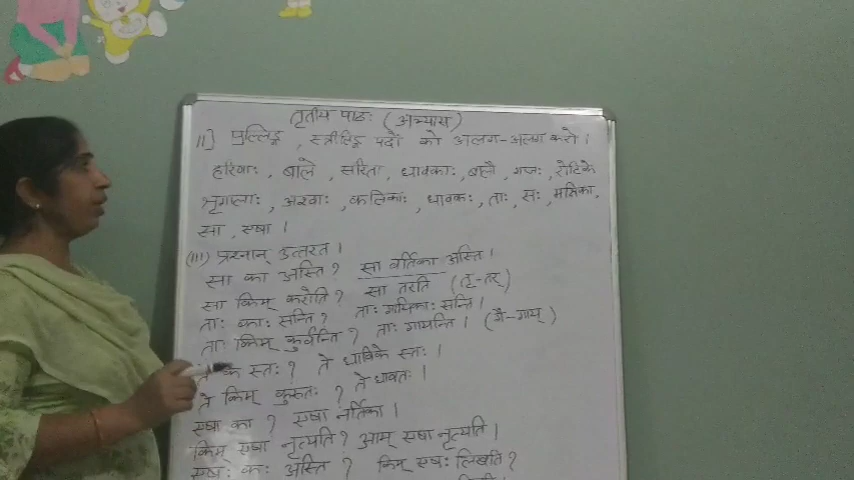 तृतीय पाठः (अभ्यास)
II] पुल्लिङ्ग , स्त्रीलिङ्ग पदों को अलग-अलग करो ।
हरिणाः , बाले , सरिता , धावकाः , बालौ , गजः , रोटिके
शृगालाः , अश्वाः , कलिकाः , धावकः , ताः , सः , मक्षिका ,
सा , एषा ।
(III) प्रश्नान् उत्तरत ।
सा का अस्ति ? सा वर्तिका अस्ति ।
सा किम् करोति ? सा तरति (तृ-तर्)
ताः काः सन्ति ? ताः गायिकाः सन्ति ।
ताः किम् कुर्वन्ति ? ताः गायन्ति । (गै-गाय्)
ते के स्तः ? ते धाविके स्तः ।
ते किम् कुरुतः ? ते धावतः ।
एषा का ? एषा नर्तिका ।
किम् एषा नृत्यति ? आम् एषा नृत्यति ।
एषः कः अस्ति ? किम् एषः लिखति ?